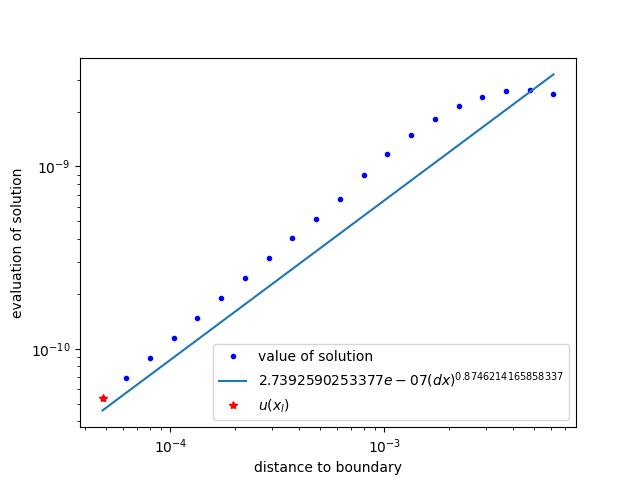 10⁻⁹
10⁻¹⁰
evaluation of solution
value of solution
2.7392590253377e − 07(dx)^0.8746214165858337
u(x_l)
10⁻⁴
10⁻³
distance to boundary